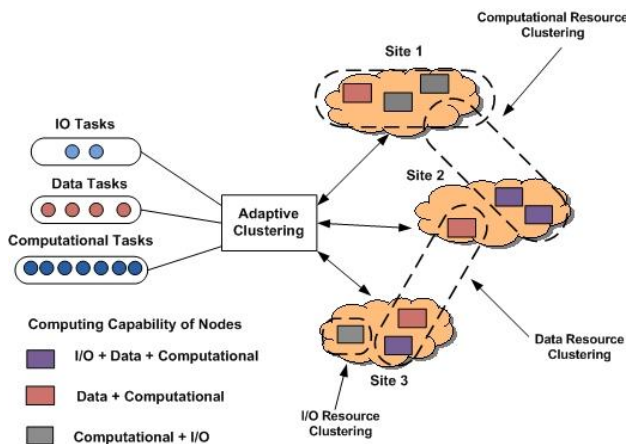 Computational Resource
Clustering
Site 1
IO Tasks
Data Tasks
Computational Tasks
Adaptive
Clustering
Site 2
Computing Capability of Nodes
I/O + Data + Computational
Data + Computational
Computational + I/O
Site 3
I/O Resource
Clustering
Data Resource
Clustering